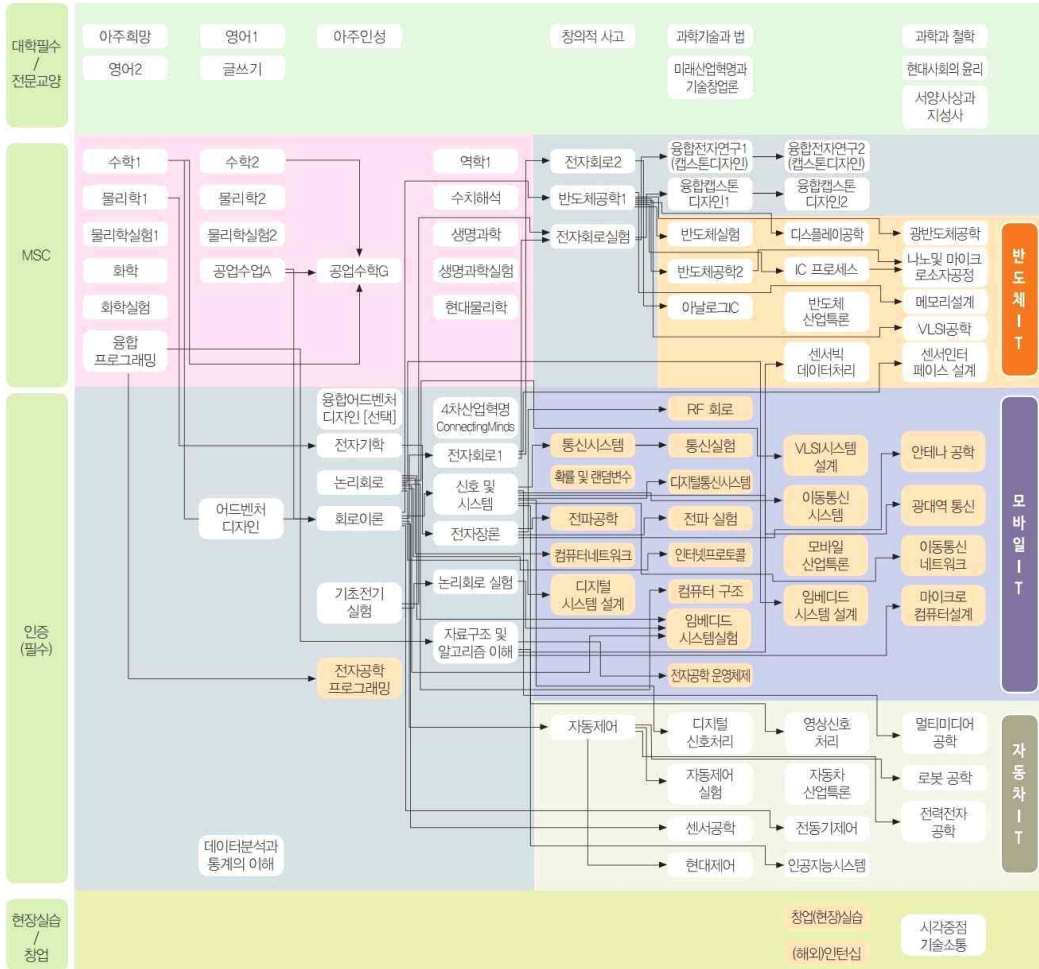 대학필수
/
전문교양
아주희망
영어1
아주인성
창의적 사고
과학기술과 법
과학과 철학
영어2
글쓰기
미래산업혁명과
기술창업론
현대사회의 윤리
서양사상과
지성사
MSC
수학1
수학2
역학1
전자회로2
융합전자연구1
(캡스톤디자인)
융합전자연구2
(캡스톤디자인)
물리학1
물리학2
수치해석
반도체공학1
융합캡스톤
디자인1
융합캡스톤
디자인2
물리학실험1
물리학실험2
생명과학
전자회로실험
반도체실험
디스플레이공학
광반도체공학
화학
공업수업A
공업수학G
생명과학실험
반도체공학2
IC 프로세스
나노및 마이크
로소자공정
화학실험
현대물리학
아날로그IC
반도체
산업특론
메모리설계
VLSI공학
융합
프로그래밍
센서빅
데이터처리
센서인터
페이스 설계
반도체IT
인증
(필수)
융합어드벤처
디자인 [선택]
4차산업혁명
ConnectingMinds
RF 회로
전자기학
전자회로1
통신시스템
통신실험
VLSI시스템
설계
안테나 공학
논리회로
신호 및
시스템
확률 및 랜덤변수
디지털통신시스템
이동통신
시스템
광대역 통신
어드벤처
디자인
회로이론
전자장론
전파공학
전파 실험
컴퓨터네트워크
인터넷프로토콜
모바일
산업특론
이동통신
네트워크
기초전기
실험
논리회로 실험
디지털
시스템 설계
컴퓨터 구조
임베디드
시스템 설계
마이크로
컴퓨터설계
자료구조 및
알고리즘 이해
임베디드
시스템실험
전자공학
프로그래밍
전자공학 운영체제
모바일IT
자동제어
디지털
신호처리
영상신호
처리
멀티미디어
공학
자동제어
실험
자동차
산업특론
로봇 공학
센서공학
전동기제어
전력전자
공학
데이터분석과
통계의 이해
현대제어
인공지능시스템
자동차IT
현장실습
/
창업
창업(현장)실습
(해외)인턴십
시각중점
기술소통